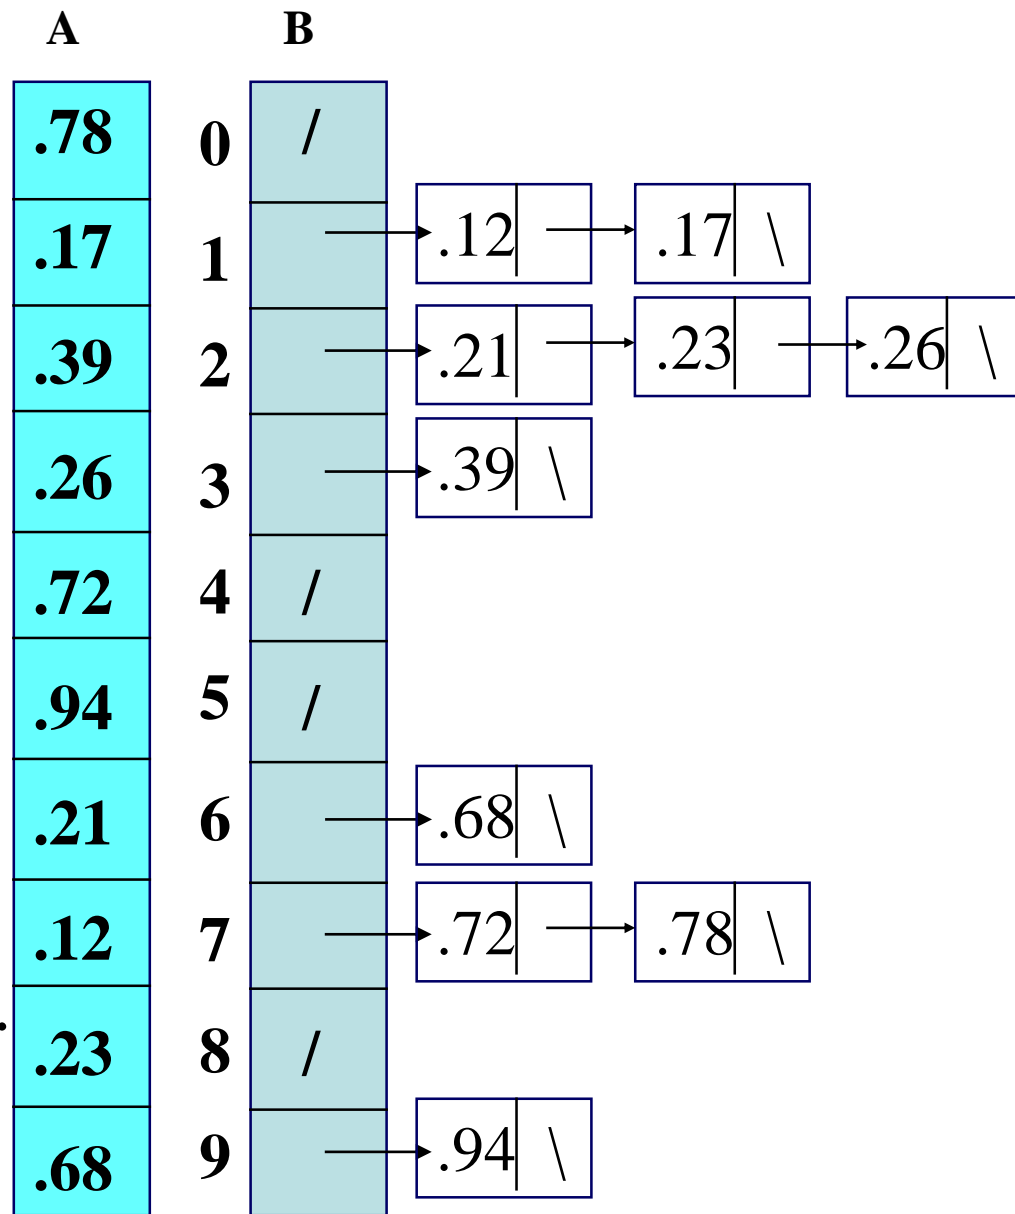 A B
.78 0 /
.17 1 .12 .17 \
.39 2 .21 .23 .26 \
.26 3 .39 \
.72 4 /
.94 5 /
.21 6 .68 \
.12 7 .72 .78 \
. .23 8 /
.68 9 .94 \